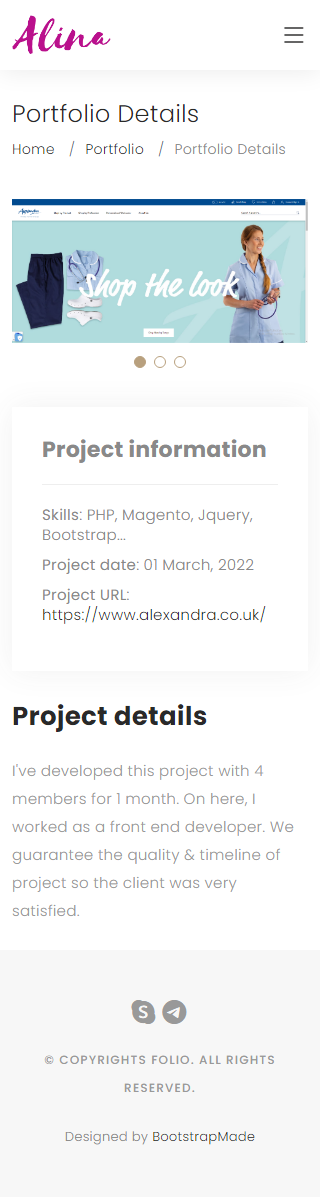 Alina
Portfolio Details
Home / Portfolio / Portfolio Details
Shop the look
Project information
Skills: PHP, Magento, Jquery,
Bootstrap...
Project date: 01 March, 2022
Project URL:
https://www.alexandra.co.uk/
Project details
I've developed this project with 4
members for 1 month. On here, I
worked as a front end developer. We
guarantee the quality & timeline of
project so the client was very
satisfied.
© COPYRIGHTS FOLIO. ALL RIGHTS
RESERVED.
Designed by BootstrapMade